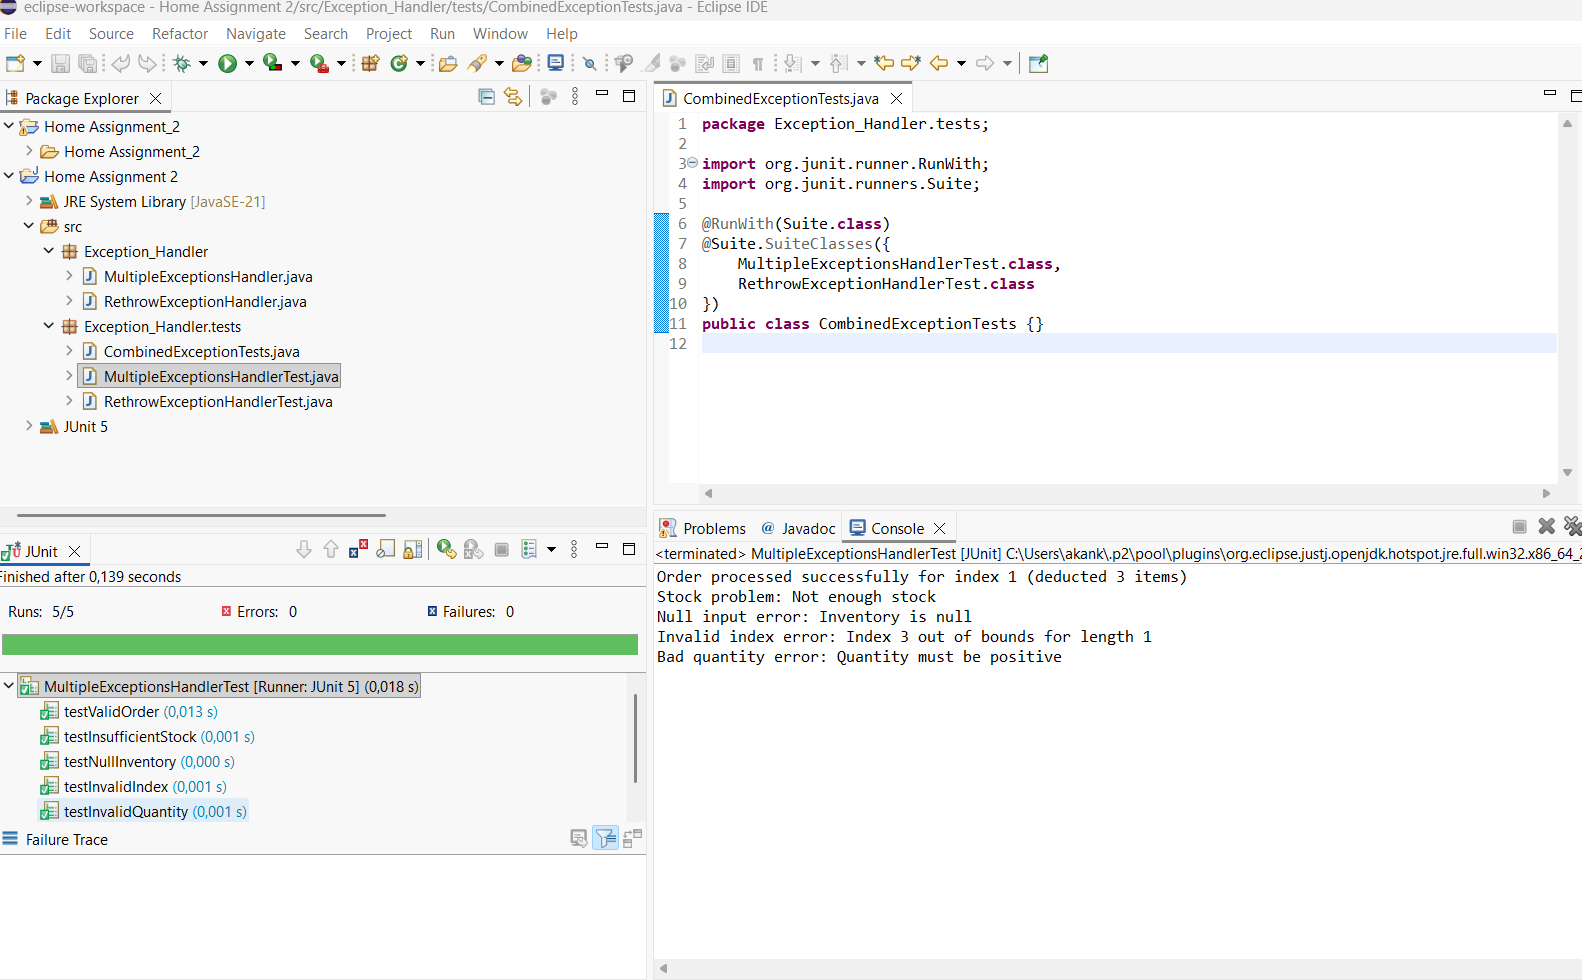 eclipse-workspace - Home Assignment 2/src/Exception_Handler/tests/CombinedExceptionTests.java - Eclipse IDE
File Edit Source Refactor Navigate Search Project Run Window Help
Package Explorer
Home Assignment_2
Home Assignment_2
Home Assignment 2
JRE System Library [JavaSE-21]
src
Exception_Handler
MultipleExceptionsHandler.java
RethrowExceptionHandler.java
Exception_Handler.tests
CombinedExceptionTests.java
MultipleExceptionsHandlerTest.java
RethrowExceptionHandlerTest.java
JUnit 5
CombinedExceptionTests.java
1 package Exception_Handler.tests;
2
3 import org.junit.runner.RunWith;
4 import org.junit.runners.Suite;
5
6 @RunWith(Suite.class)
7 @Suite.SuiteClasses({
8 MultipleExceptionsHandlerTest.class,
9 RethrowExceptionHandlerTest.class
10 })
11 public class CombinedExceptionTests {}
12
JUnit
Finished after 0,139 seconds
Runs: 5/5 Errors: 0 Failures: 0
MultipleExceptionsHandlerTest [Runner: JUnit 5] (0,018 s)
testValidOrder (0,013 s)
testInsufficientStock (0,001 s)
testNullInventory (0,000 s)
testInvalidIndex (0,001 s)
testInvalidQuantity (0,001 s)
Failure Trace
Problems Javadoc Console
<terminated> MultipleExceptionsHandlerTest [JUnit] C:\Users\akank\.p2\pool\plugins\org.eclipse.justj.openjdk.hotspot.jre.full.win32.x86_64_2
Order processed successfully for index 1 (deducted 3 items)
Stock problem: Not enough stock
Null input error: Inventory is null
Invalid index error: Index 3 out of bounds for length 1
Bad quantity error: Quantity must be positive